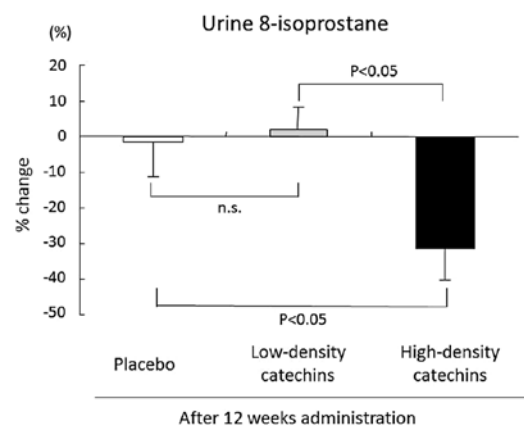 Urine 8-isoprostane
(%)
20
10
0
-10
-20
-30
-40
-50
% change
P<0.05
n.s.
P<0.05
Placebo
Low-density
catechins
High-density
catechins
After 12 weeks administration